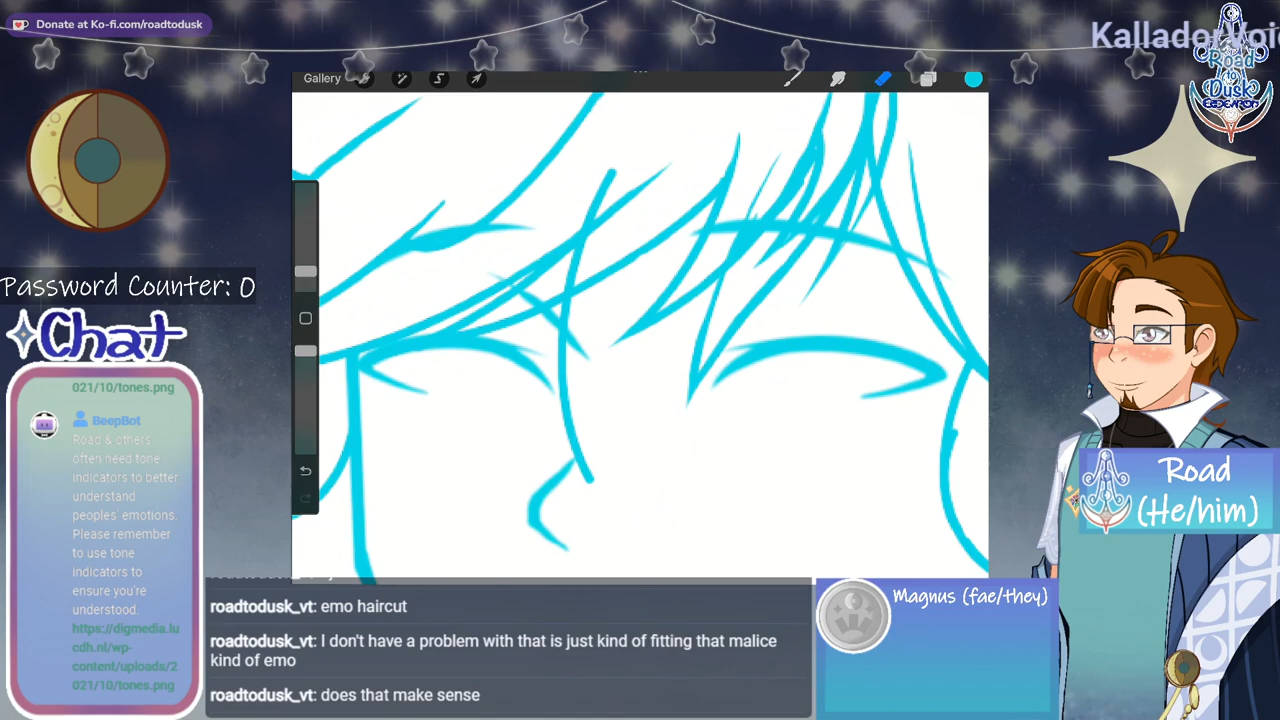 Donate at Ko-fi.com/roadtodusk
KalladorVoic
Road
to
Dusk
Gallery
Password Counter: 0
Chat
021/10/tones.png
BeepBot
Road & others
often need tone
indicators to better
understand
peoples' emotions.
Please remember
to use tone
indicators to
ensure you're
understood.
https://digmedia.lu
cdh.nl/wp-
content/uploads/2
021/10/tones.png
roadtodusk_vt: emo haircut
roadtodusk_vt: I don't have a problem with that is just kind of fitting that malice
kind of emo
roadtodusk_vt: does that make sense
Magnus (fae/they)
Road
(He/him)